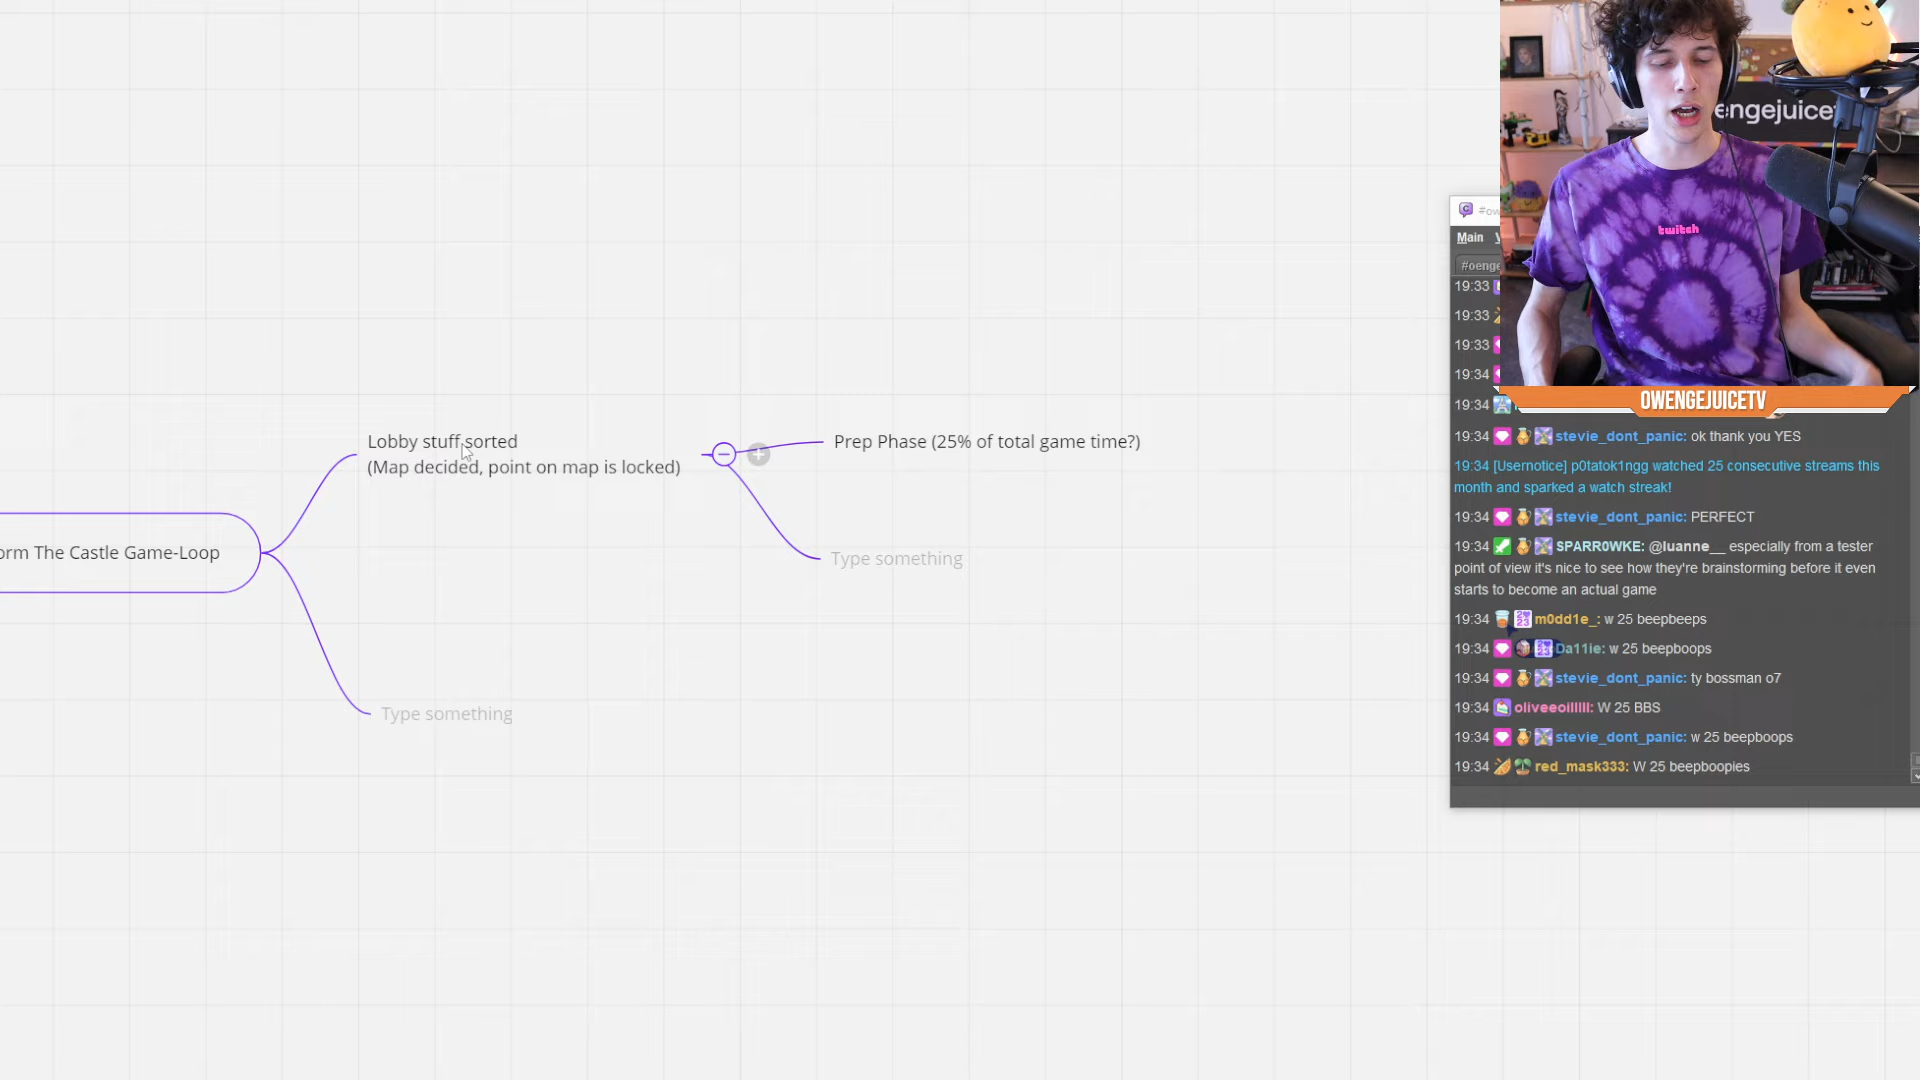 Lobby stuff sorted
(Map decided, point on map is locked)
Prep Phase (25% of total game time?)
orm The Castle Game-Loop
Type something
Type something
engejuice
twitch
OWENGEJUICETV
Main
#oenge
19:33
19:33
19:33
19:34
19:34
19:34 stevie_dont_panic: ok thank you YES
19:34 [Usernotice] p0tatok1ngg watched 25 consecutive streams this
month and sparked a watch streak!
19:34 stevie_dont_panic: PERFECT
19:34 SPARR0WKE: @luanne__ especially from a tester
point of view it's nice to see how they're brainstorming before it even
starts to become an actual game
19:34 m0dd1e_: w 25 beepbeeps
19:34 Da11ie: w 25 beepboops
19:34 stevie_dont_panic: ty bossman o7
19:34 oliveeoilllIll: W 25 BBS
19:34 stevie_dont_panic: w 25 beepboops
19:34 red_mask333: W 25 beepboopies